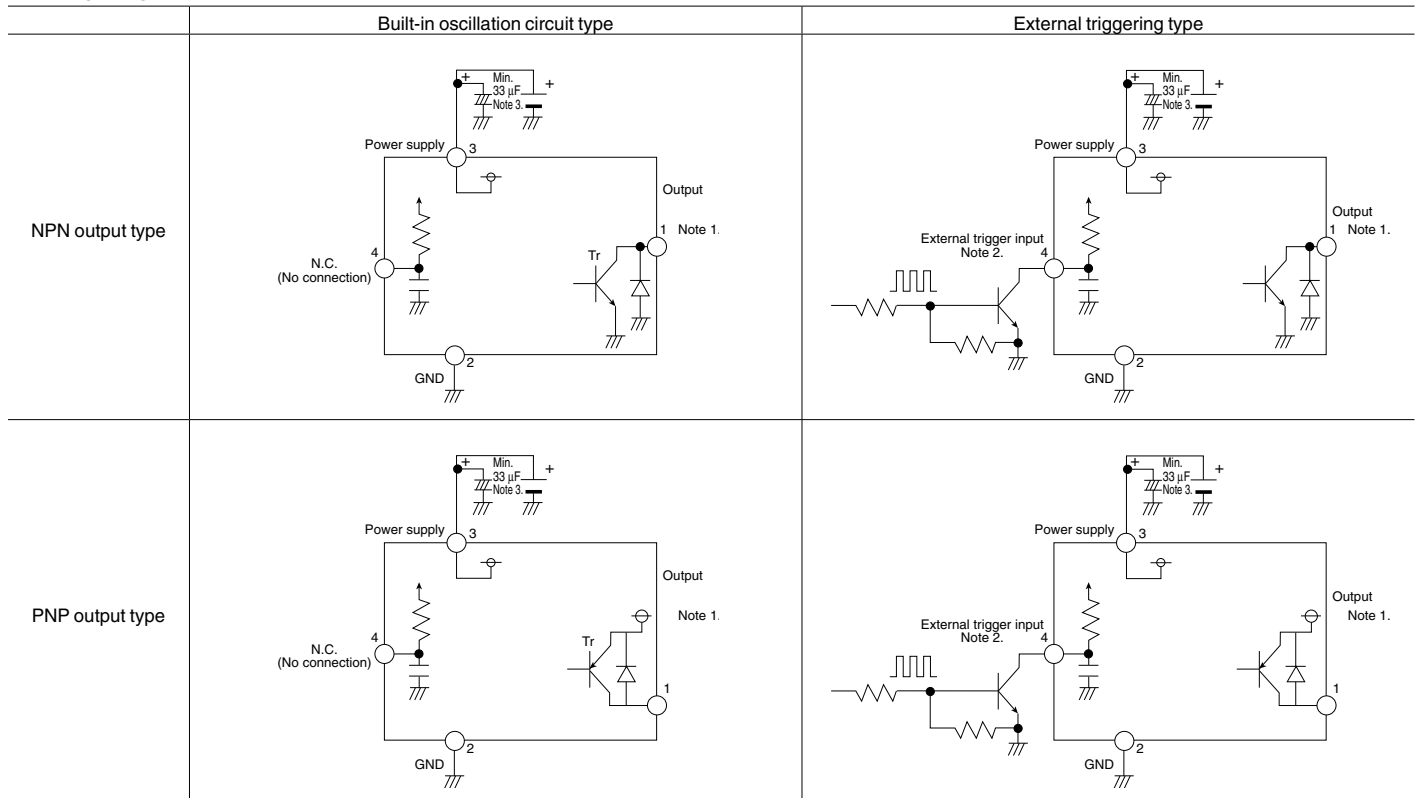 Built-in oscillation circuit type
External triggering type
NPN output type
+
Min.
33 µF
Note 3.
+
Power supply
3
Output
1
Note 1.
Tr
4
N.C.
(No connection)
2
GND
+
Min.
33 µF
Note 3.
+
Power supply
3
Output
1
Note 1.
External trigger input
Note 2.
4
2
GND
PNP output type
+
Min.
33 µF
Note 3.
+
Power supply
3
Output
Note 1.
Tr
4
N.C.
(No connection)
1
2
GND
+
Min.
33 µF
Note 3.
+
Power supply
3
Output
Note 1.
External trigger input
Note 2.
4
1
2
GND